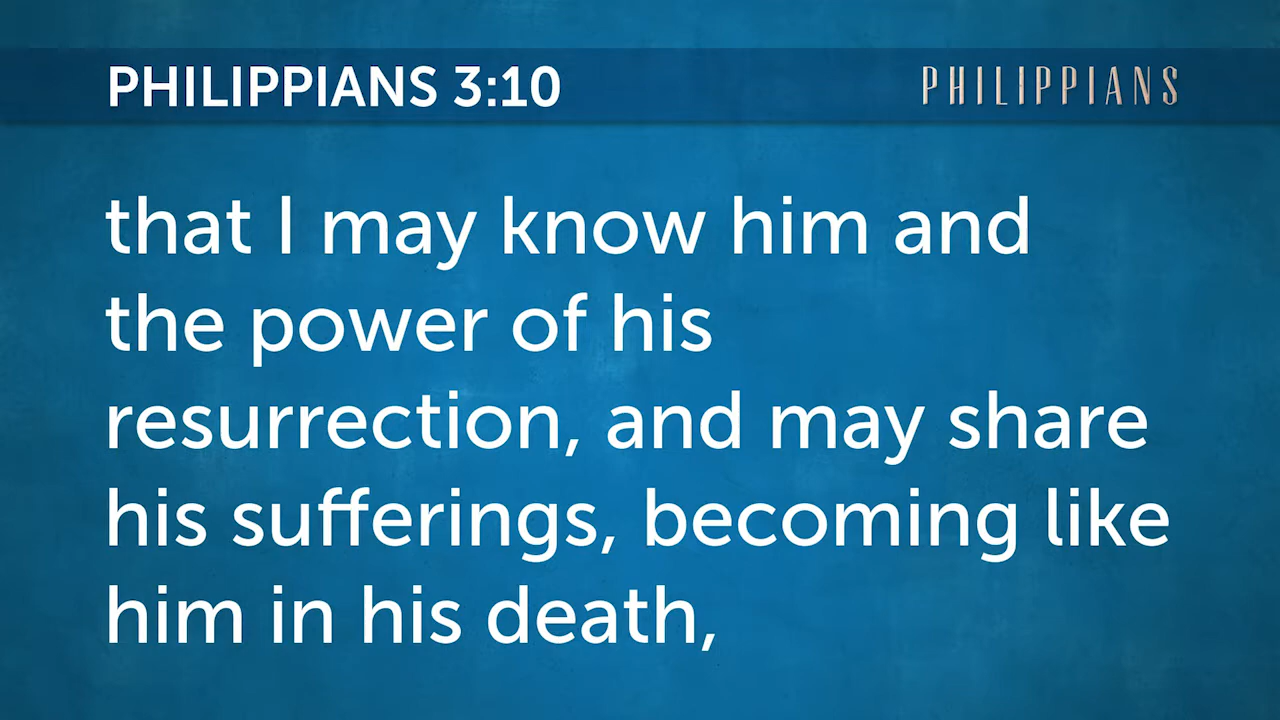 PHILIPPIANS 3:10
PHILIPPIANS
that I may know him and
the power of his
resurrection, and may share
his sufferings, becoming like
him in his death,